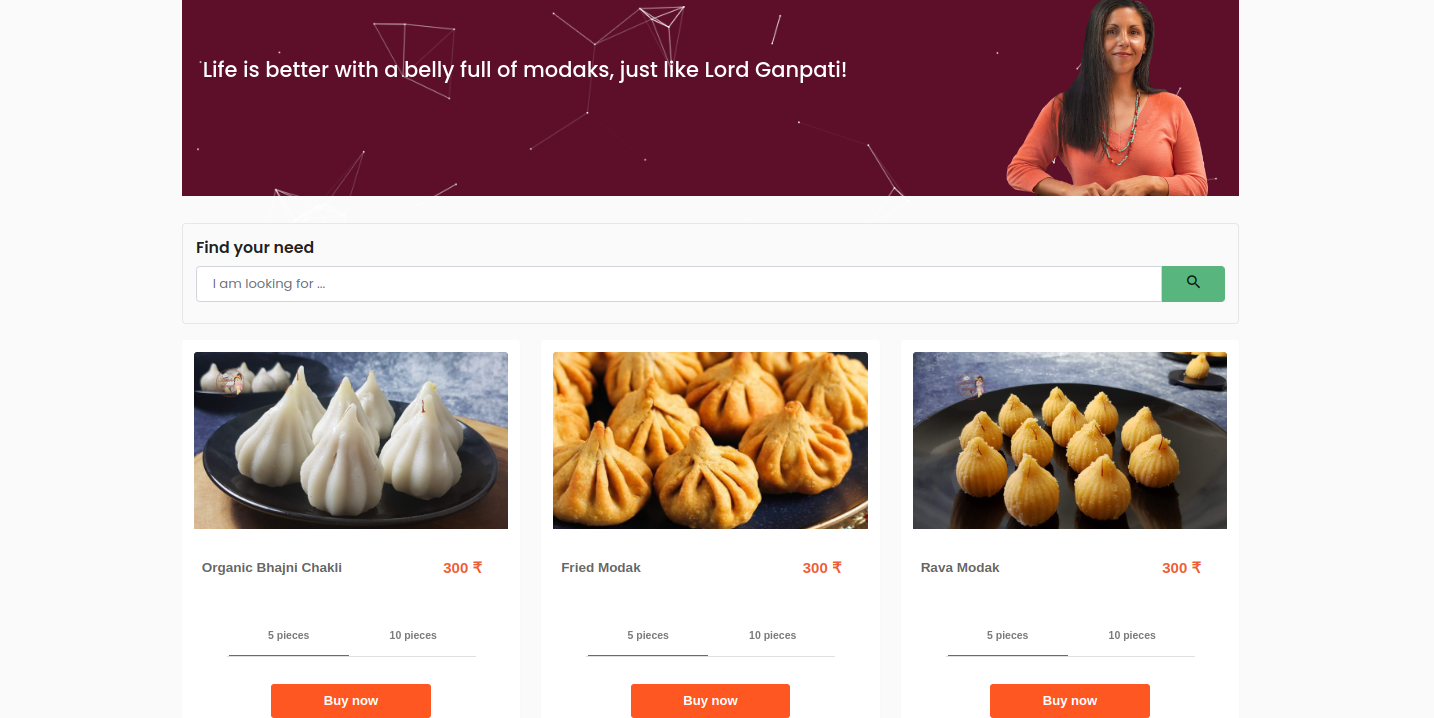 Life is better with a belly full of modaks, just like Lord Ganpati!
Find your need
I am looking for ...
Organic Bhajni Chakli 300 ₹
5 pieces 10 pieces
Buy now
Fried Modak 300 ₹
5 pieces 10 pieces
Buy now
Rava Modak 300 ₹
5 pieces 10 pieces
Buy now